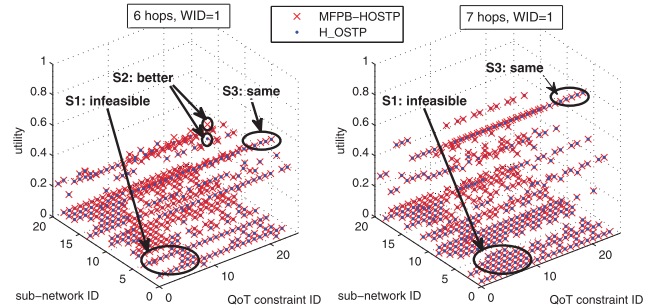 6 hops, WID=1
MFPB-HOSTP
H_OSTP
7 hops, WID=1
S2: better
S1: infeasible
S3: same
utility
1
0.8
0.6
0.4
0.2
0
20
15
10
5
0
0
10
20
sub-network ID
QoT constraint ID
S3: same
S1: infeasible
utility
1
0.8
0.6
0.4
0.2
0
20
15
10
5
0
0
10
20
sub-network ID
QoT constraint ID